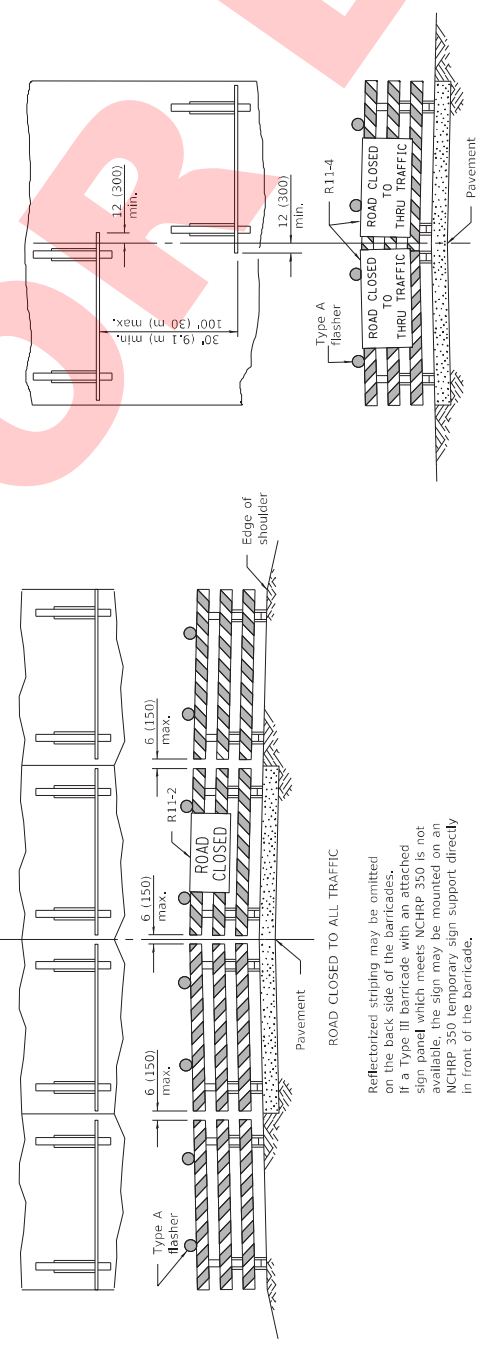 6 (150)
max.
6 (150)
max.
6 (150)
max.
Type A
flasher
R11-2
ROAD
CLOSED
Edge of
shoulder
Pavement
ROAD CLOSED TO ALL TRAFFIC
Reflectorized striping may be omitted
on the back side of the barricades.
If a Type III barricade with an attached
sign panel which meets NCHRP 350 is not
available, the sign may be mounted on an
NCHRP 350 temporary sign support directly
in front of the barricade.
30' (9.1 m) min.
100' (30 m) max.
12 (300)
min.
12 (300)
min.
Type A
flasher
R11-4
ROAD CLOSED
TO
THRU TRAFFIC
ROAD CLOSED
TO
THRU TRAFFIC
Pavement